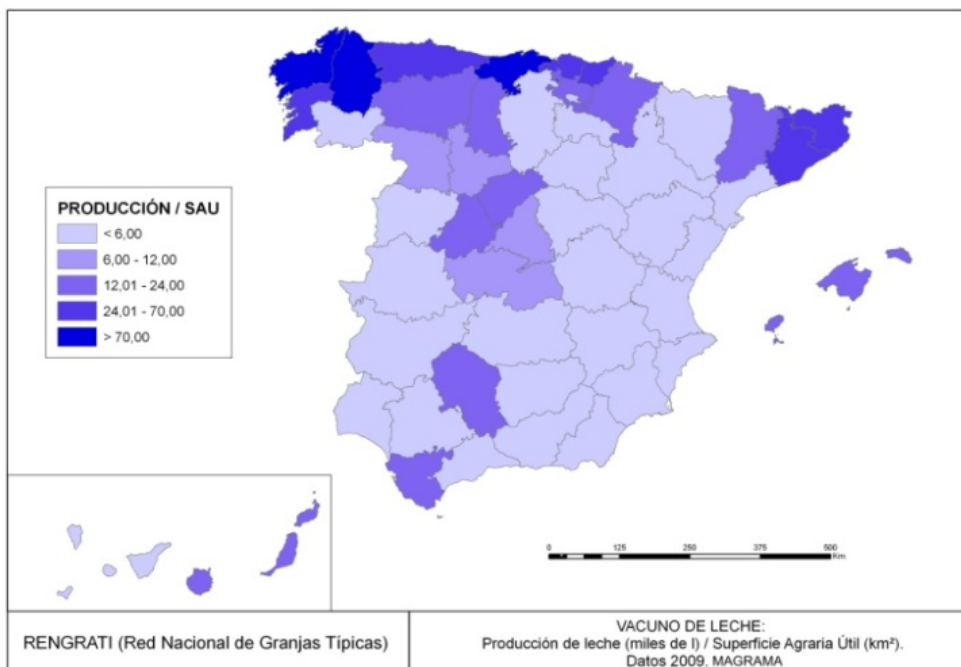 PRODUCCIÓN / SAU
< 6,00
6,00 - 12,00
12,01 - 24,00
24,01 - 70,00
> 70,00
0 125 250 375 500
Km
RENGRATI (Red Nacional de Granjas Típicas)
VACUNO DE LECHE:
Producción de leche (miles de l) / Superficie Agraria Útil (km²).
Datos 2009. MAGRAMA